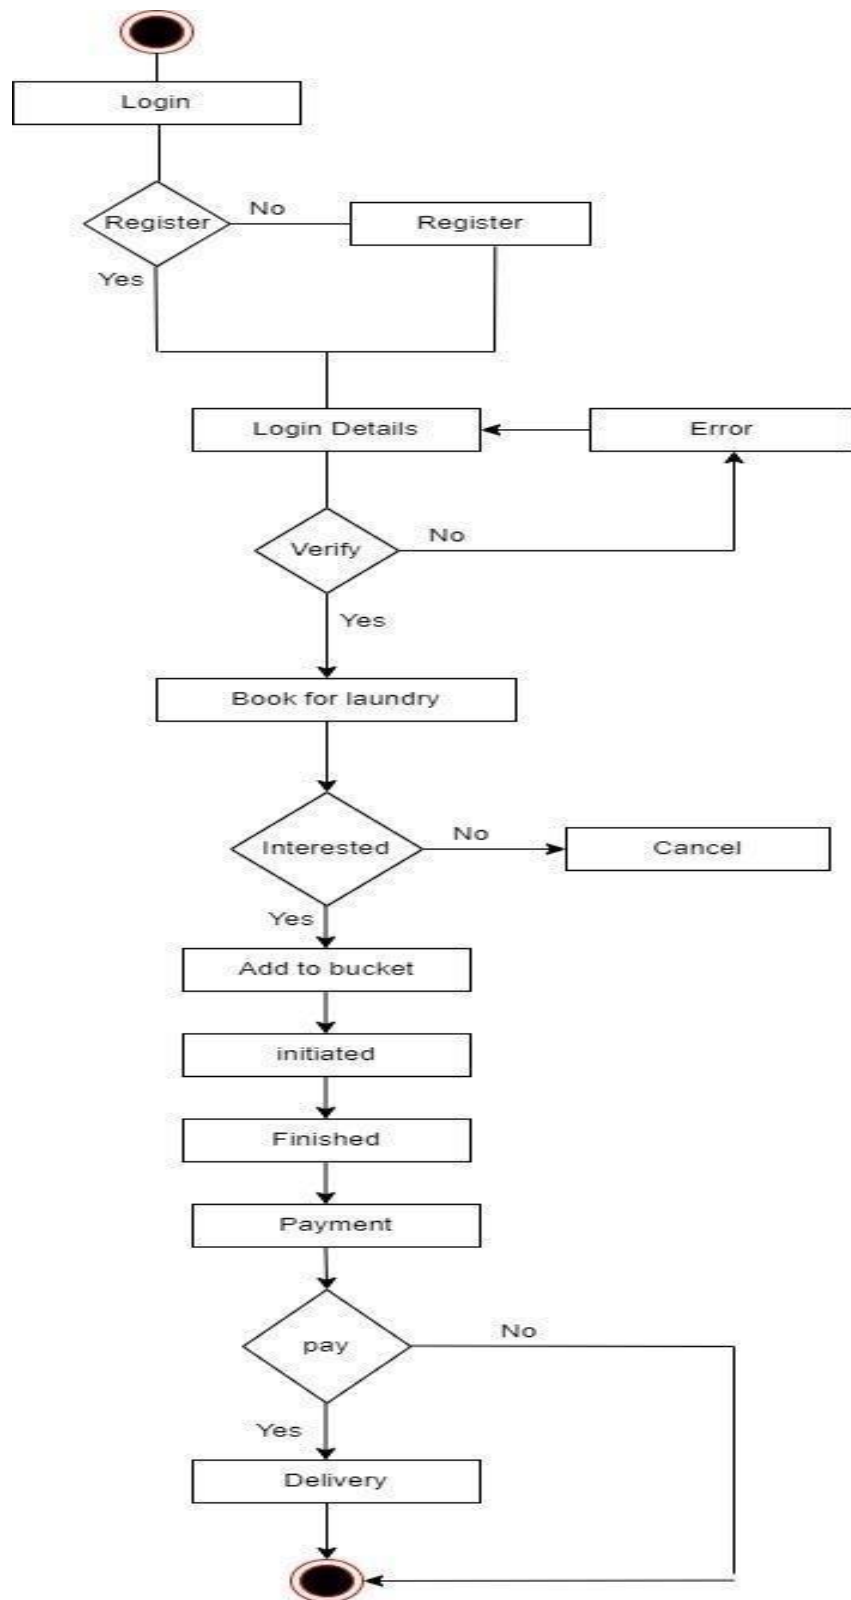 Login
Register
No
Register
Yes
Login Details
Error
Verify
No
Yes
Book for laundry
Interested
No
Cancel
Yes
Add to bucket
initiated
Finished
Payment
pay
No
Yes
Delivery